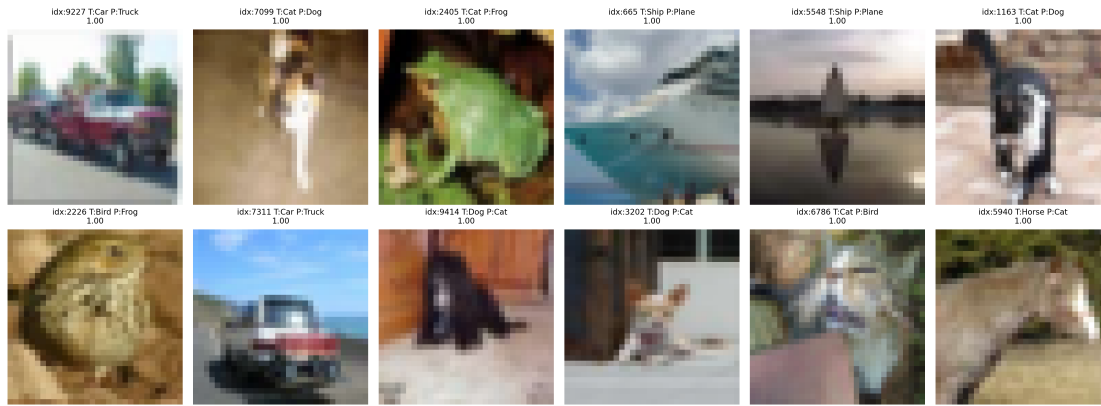 idx:9227 T:Car P:Truck
1.00
idx:7099 T:Cat P:Dog
1.00
idx:2405 T:Cat P:Frog
1.00
idx:665 T:Ship P:Plane
1.00
idx:5548 T:Ship P:Plane
1.00
idx:1163 T:Cat P:Dog
1.00
idx:2226 T:Bird P:Frog
1.00
idx:7311 T:Car P:Truck
1.00
idx:9414 T:Dog P:Cat
1.00
idx:3202 T:Dog P:Cat
1.00
idx:6786 T:Cat P:Bird
1.00
idx:5940 T:Horse P:Cat
1.00